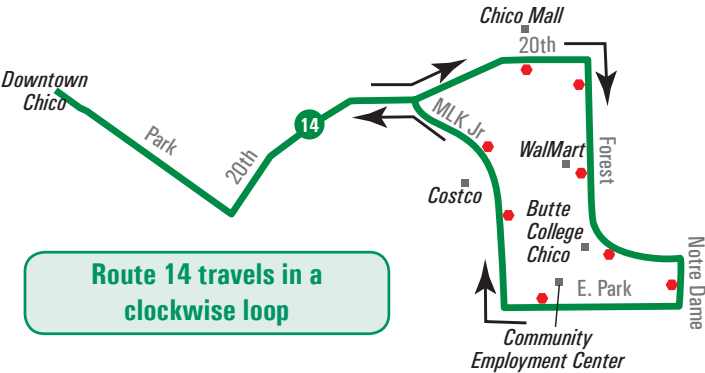 Chico Mall
20th
Downtown
Chico
Park
20th
14
MLK Jr
WalMart
Forest
Costco
Butte
College
Chico
Notre Dame
E. Park
Community
Employment Center
Route 14 travels in a
clockwise loop